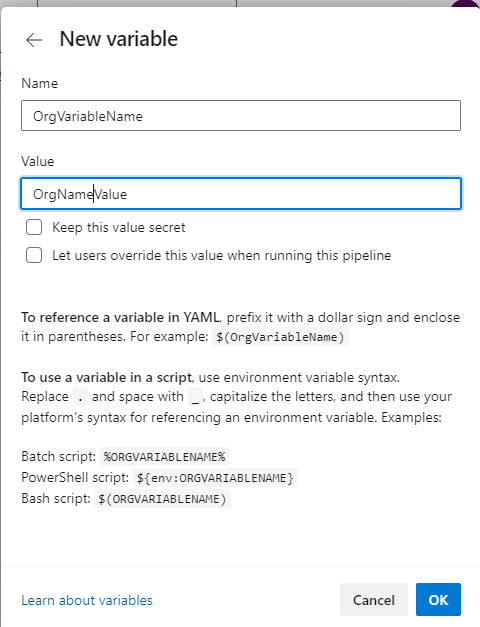 New variable
Name
OrgVariableName
Value
OrgNameValue
Keep this value secret
Let users override this value when running this pipeline
To reference a variable in YAML, prefix it with a dollar sign and enclose
it in parentheses. For example: $(OrgVariableName)
To use a variable in a script, use environment variable syntax.
Replace . and space with _, capitalize the letters, and then use your
platform's syntax for referencing an environment variable. Examples:
Batch script: %ORGVARIABLENAME%
PowerShell script: ${env:ORGVARIABLENAME}
Bash script: $(ORGVARIABLENAME)
Learn about variables
Cancel
OK